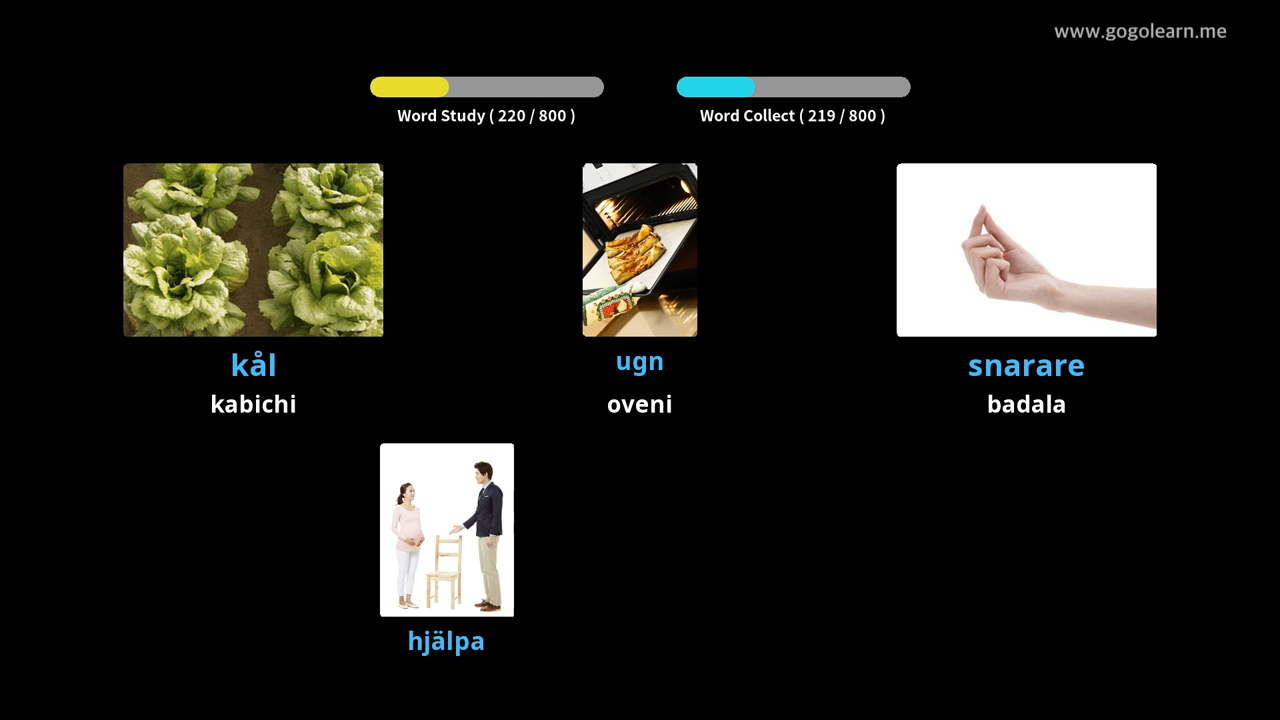 www.gogolearn.me
Word Study ( 220 / 800 )
Word Collect ( 219 / 800 )
kål
ugn
snarare
kabichi
oveni
badala
hjälpa